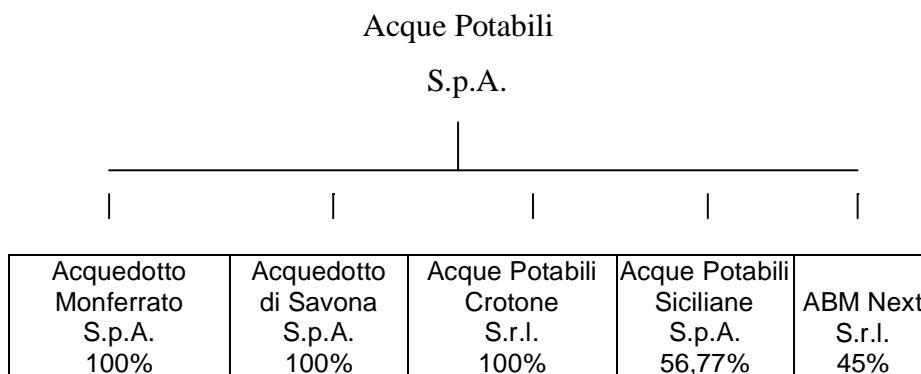 Acque Potabili
S.p.A.
Acquedotto
Monferrato
S.p.A.
100%
Acquedotto
di Savona
S.p.A.
100%
Acque Potabili
Crotone
S.r.l.
100%
Acque Potabili
Siciliane
S.p.A.
56,77%
ABM Next
S.r.l.
45%